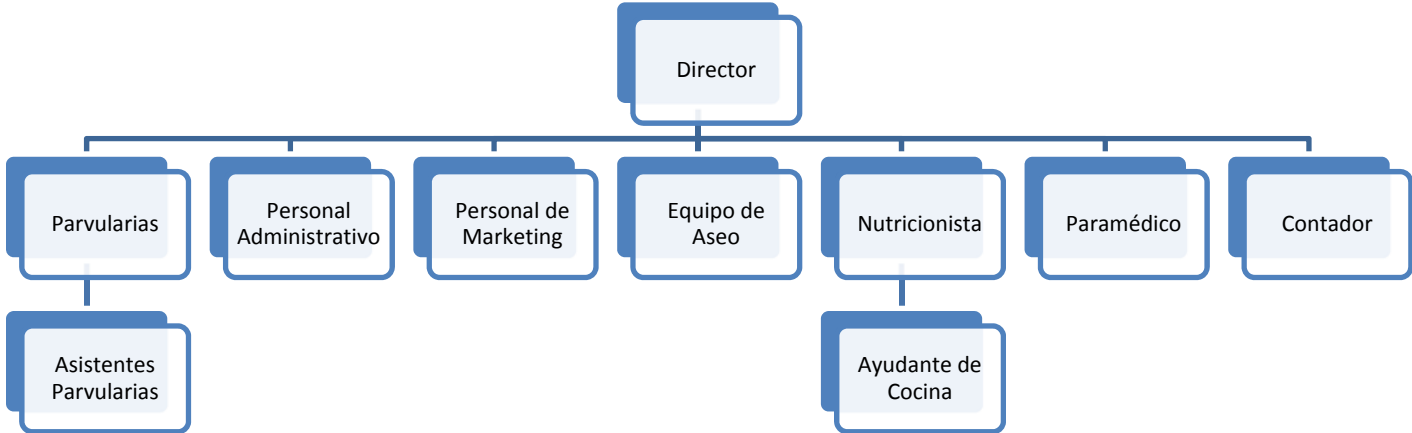 Director
Parvularias
Personal
Administrativo
Personal de
Marketing
Equipo de
Aseo
Nutricionista
Paramédico
Contador
Asistentes
Parvularias
Ayudante de
Cocina